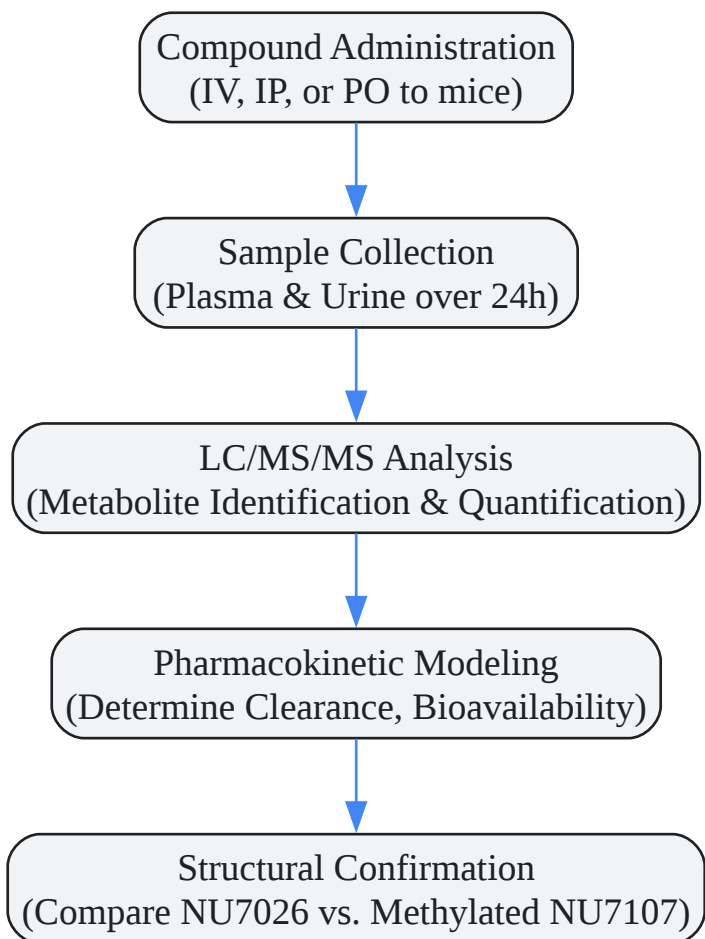 Compound Administration
(IV, IP, or PO to mice)
Sample Collection
(Plasma & Urine over 24h)
LC/MS/MS Analysis
(Metabolite Identification & Quantification)
Pharmacokinetic Modeling
(Determine Clearance, Bioavailability)
Structural Confirmation
(Compare NU7026 vs. Methylated NU7107)